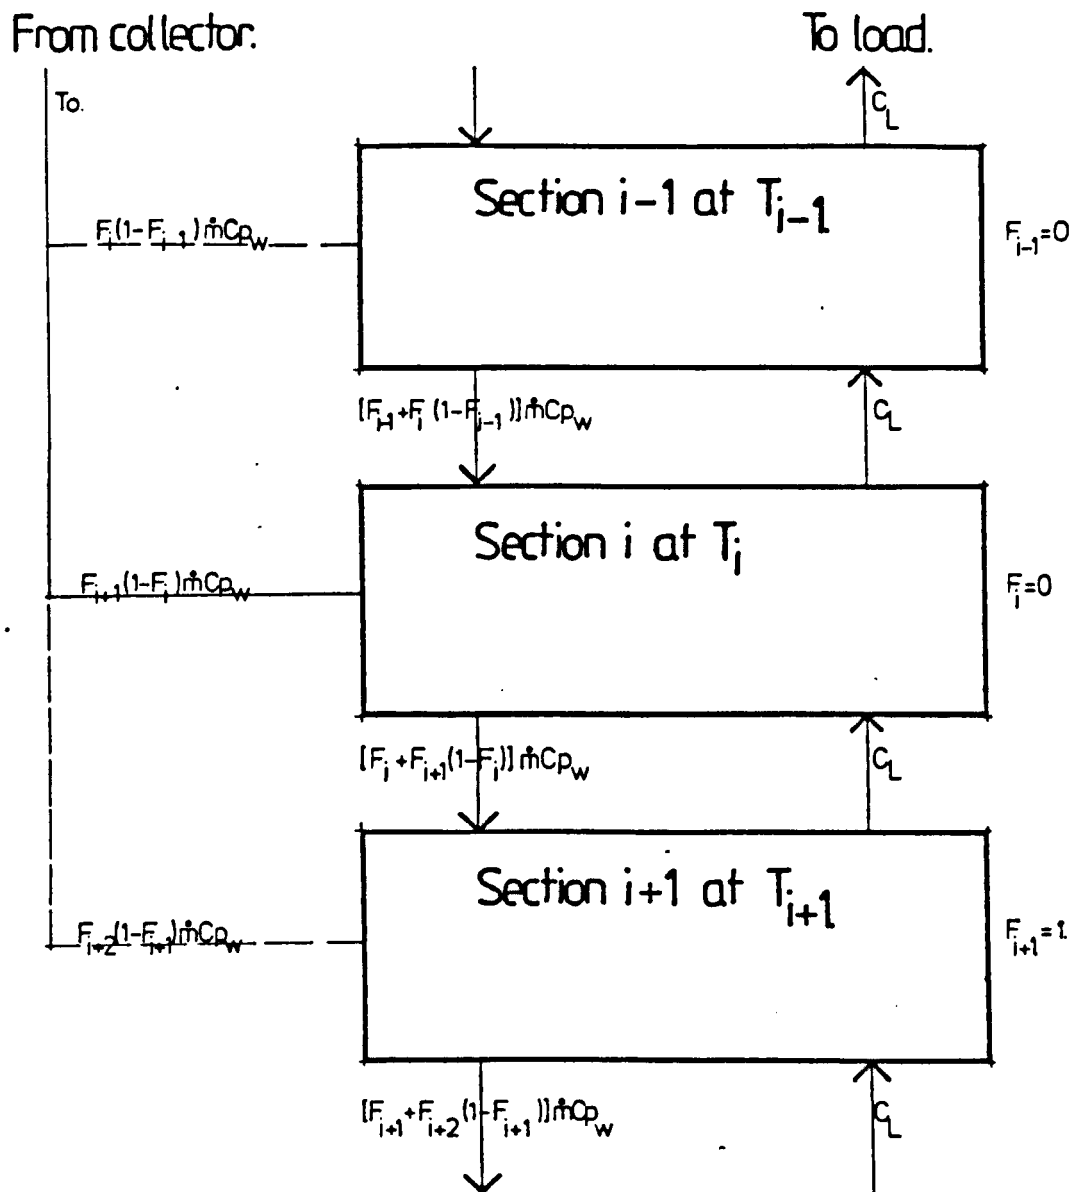 From collector.
To load.
To.
C_L
Section i-1 at T_{i-1}
F_i(1-F_{i-1})ṁCp_w
F_{i-1}=0
[F_{i-1}+F_i(1-F_{i-1})]ṁCp_w
C_L
Section i at T_i
F_{i+1}(1-F_i)ṁCp_w
F_i=0
[F_i+F_{i+1}(1-F_i)]ṁCp_w
C_L
Section i+1 at T_{i+1}
F_{i+2}(1-F_{i+1})ṁCp_w
F_{i+1}=1.
[F_{i+1}+F_{i+2}(1-F_{i+1})]ṁCp_w
C_L